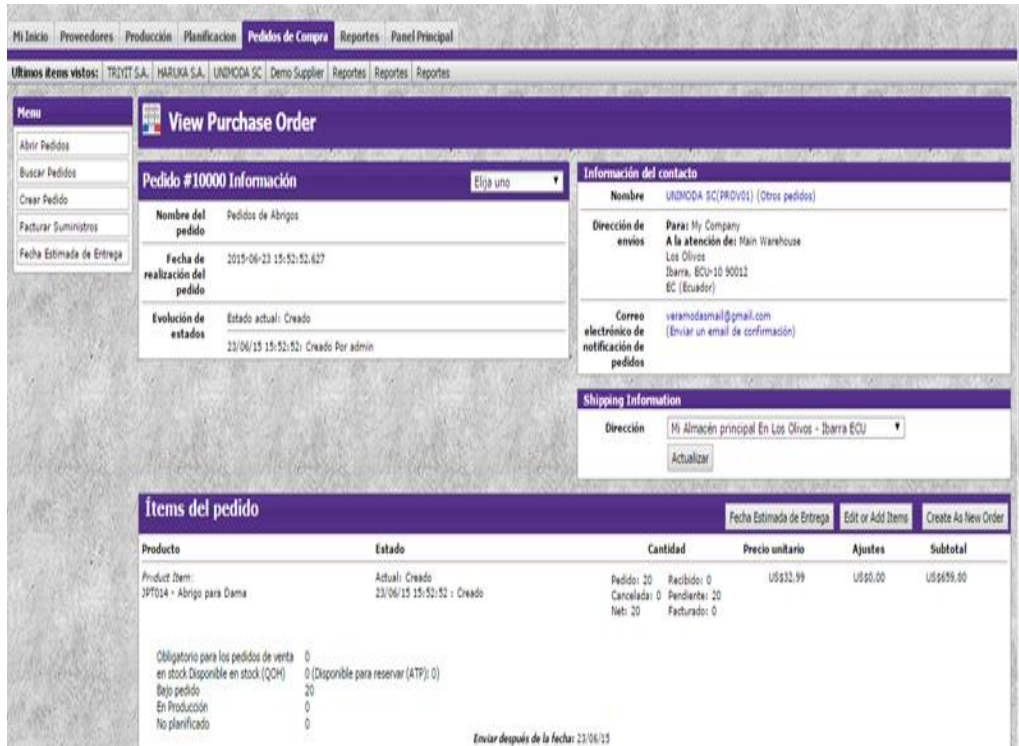 Mi Inicio Proveedores Producción Planificacion Pedidos de Compra Reportes Panel Principal
Ultimos items vistos: TRIYIT S.A. HARUKA S.A. UNIMODA SC Demo Supplier Reportes Reportes Reportes
Menu
Abrir Pedidos
Buscar Pedidos
Crear Pedido
Facturar Suministros
Fecha Estimada de Entrega
View Purchase Order
Pedido #10000 Información Elija uno
Nombre del pedido Pedidos de Abrigos
Fecha de realización del pedido 2015-06-23 15:52:52.627
Evolución de estados Estado actual: Creado
23/06/15 15:52:52: Creado Por admin
Información del contacto
Nombre UNIMODA SC(PROV01) (Otros pedidos)
Dirección de envios Para: My Company
A la atención de: Main Warehouse
Los Olivos
Ibarra, ECU-10 90012
EC (Ecuador)
Correo electrónico de notificación de pedidos veramodasmail@gmail.com
(Enviar un email de confirmación)
Shipping Information
Dirección Mi Almacén principal En Los Olivos - Ibarra ECU
Actualizar
Ítems del pedido Fecha Estimada de Entrega Edit or Add Items Create As New Order
Producto Estado Cantidad Precio unitario Ajustes Subtotal
Product Item: Actual: Creado Pedido: 20 Recibido: 0 US$32,99 US$0,00 US$659,80
JPT014 - Abrigo para Dama 23/06/15 15:52:52 : Creado Cancelada: 0 Pendiente: 20
Net: 20 Facturado: 0
Obligatorio para los pedidos de venta 0
en stock Disponible en stock (QOH) 0 (Disponible para reservar (ATP): 0)
Bajo pedido 20
En Producción 0
No planificado 0
Enviar después de la fecha: 23/06/15